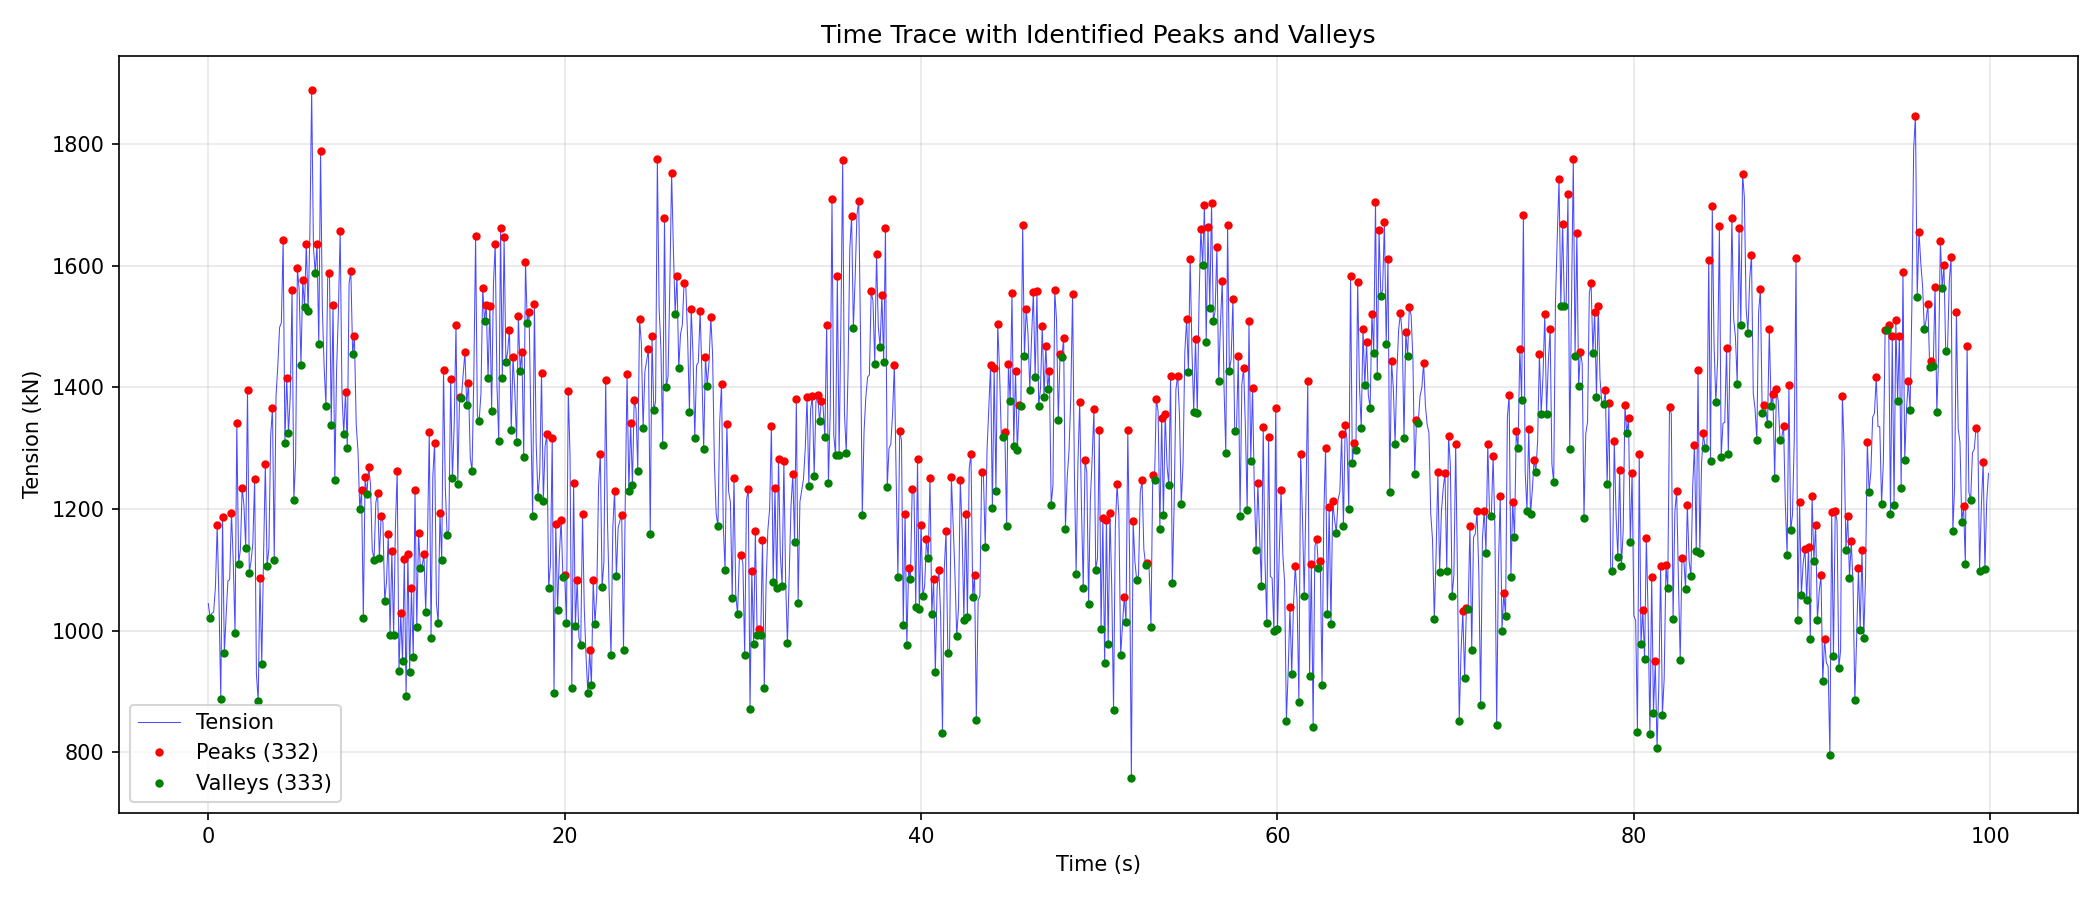 Time Trace with Identified Peaks and Valleys
Tension (kN)
1800
1600
1400
1200
1000
800
Tension
Peaks (332)
Valleys (333)
0
20
40
60
80
100
Time (s)